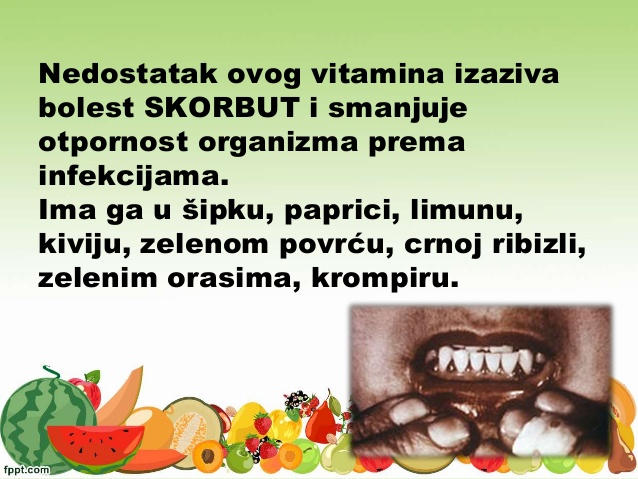 Nedostatak ovog vitamina izaziva
bolest SKORBUT i smanjuje
otpornost organizma prema
infekcijama.
Ima ga u šipku, paprici, limunu,
kiviju, zelenom povrću, crnoj ribizli,
zelenim orasima, krompiru.
fppt.com